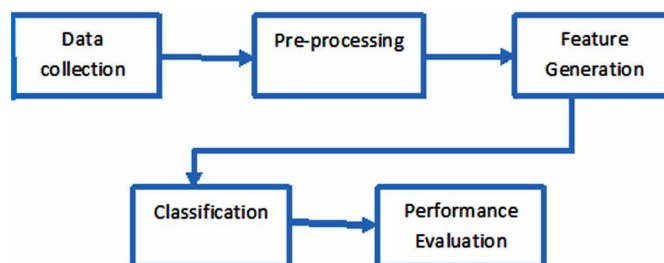 Data
collection
Pre-processing
Feature
Generation
Classification
Performance
Evaluation